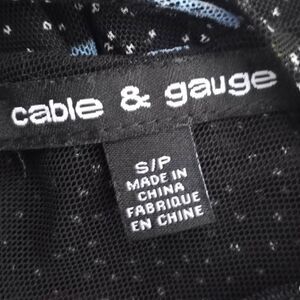 cable & gauge
S/P
MADE IN
CHINA
FABRIQUE
EN CHINE